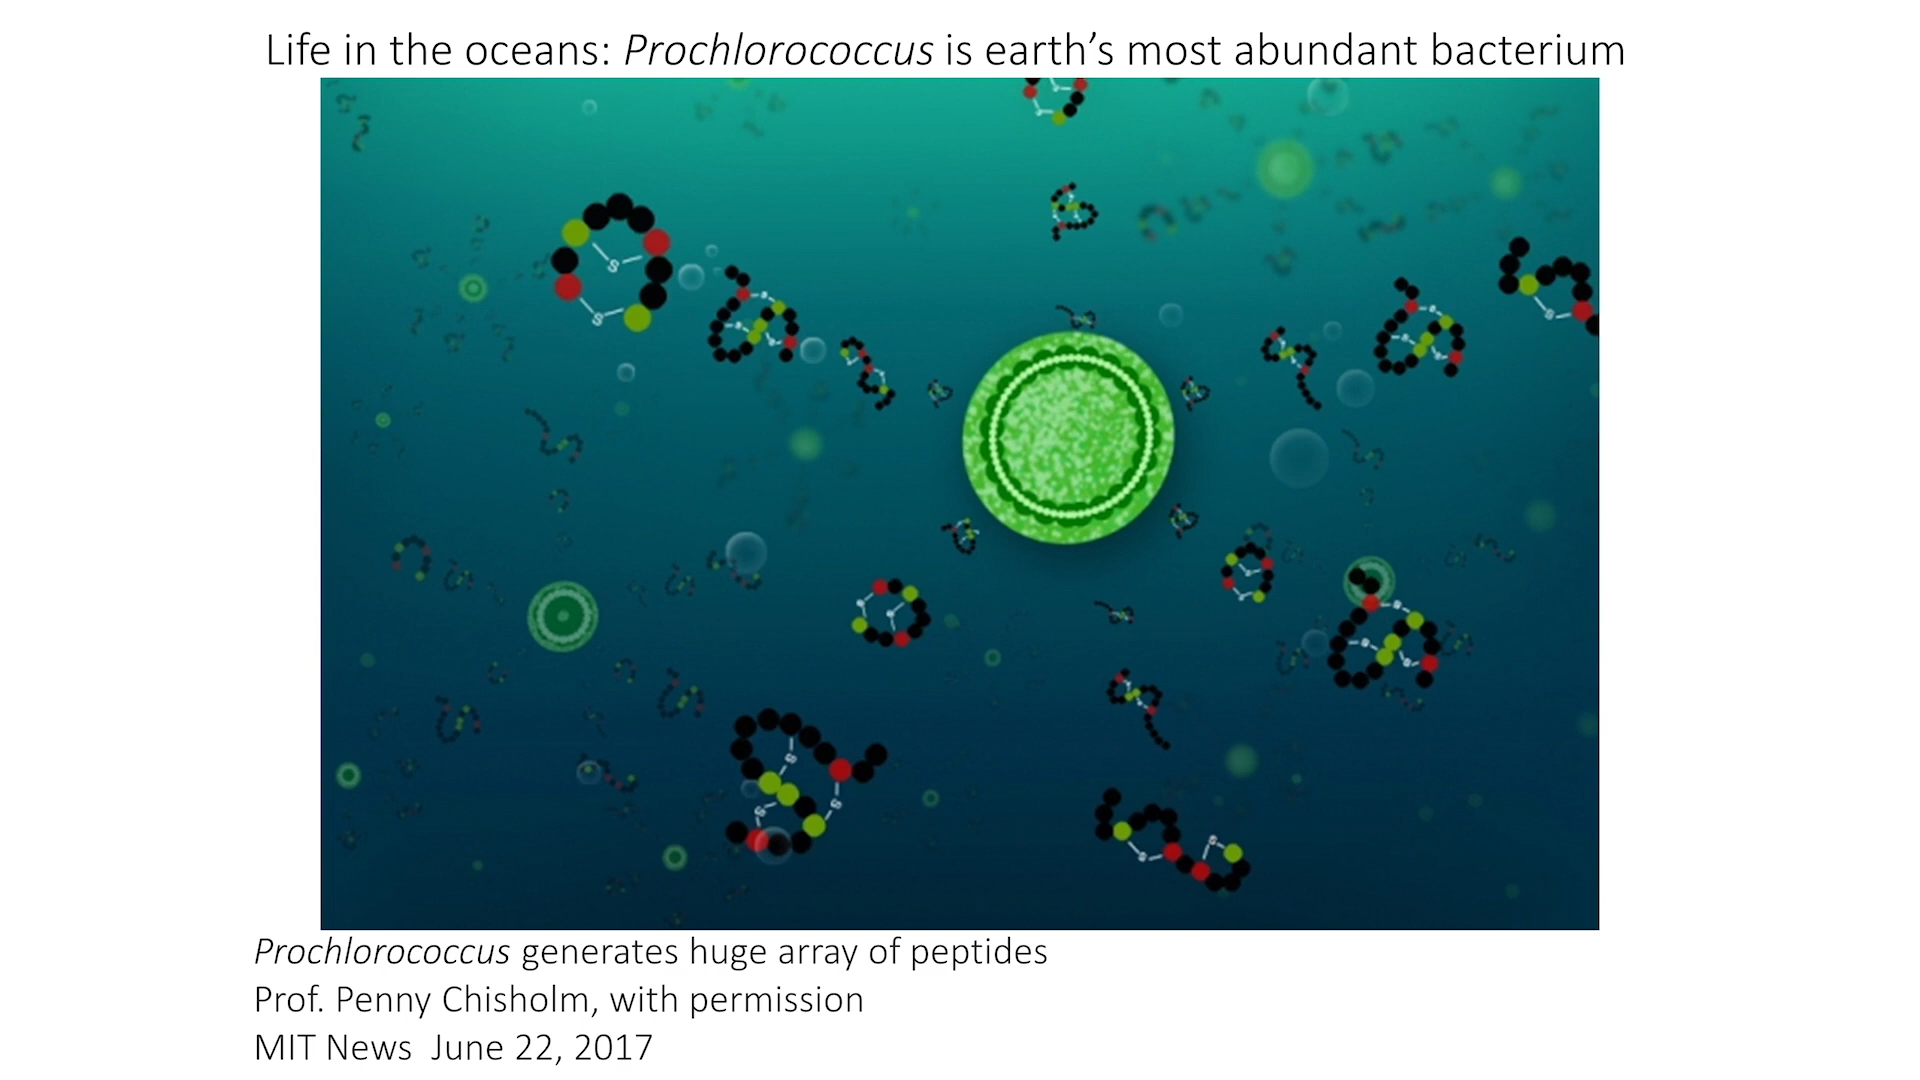 Life in the oceans: Prochlorococcus is earth’s most abundant bacterium
Prochlorococcus generates huge array of peptides
Prof. Penny Chisholm, with permission
MIT News  June 22, 2017